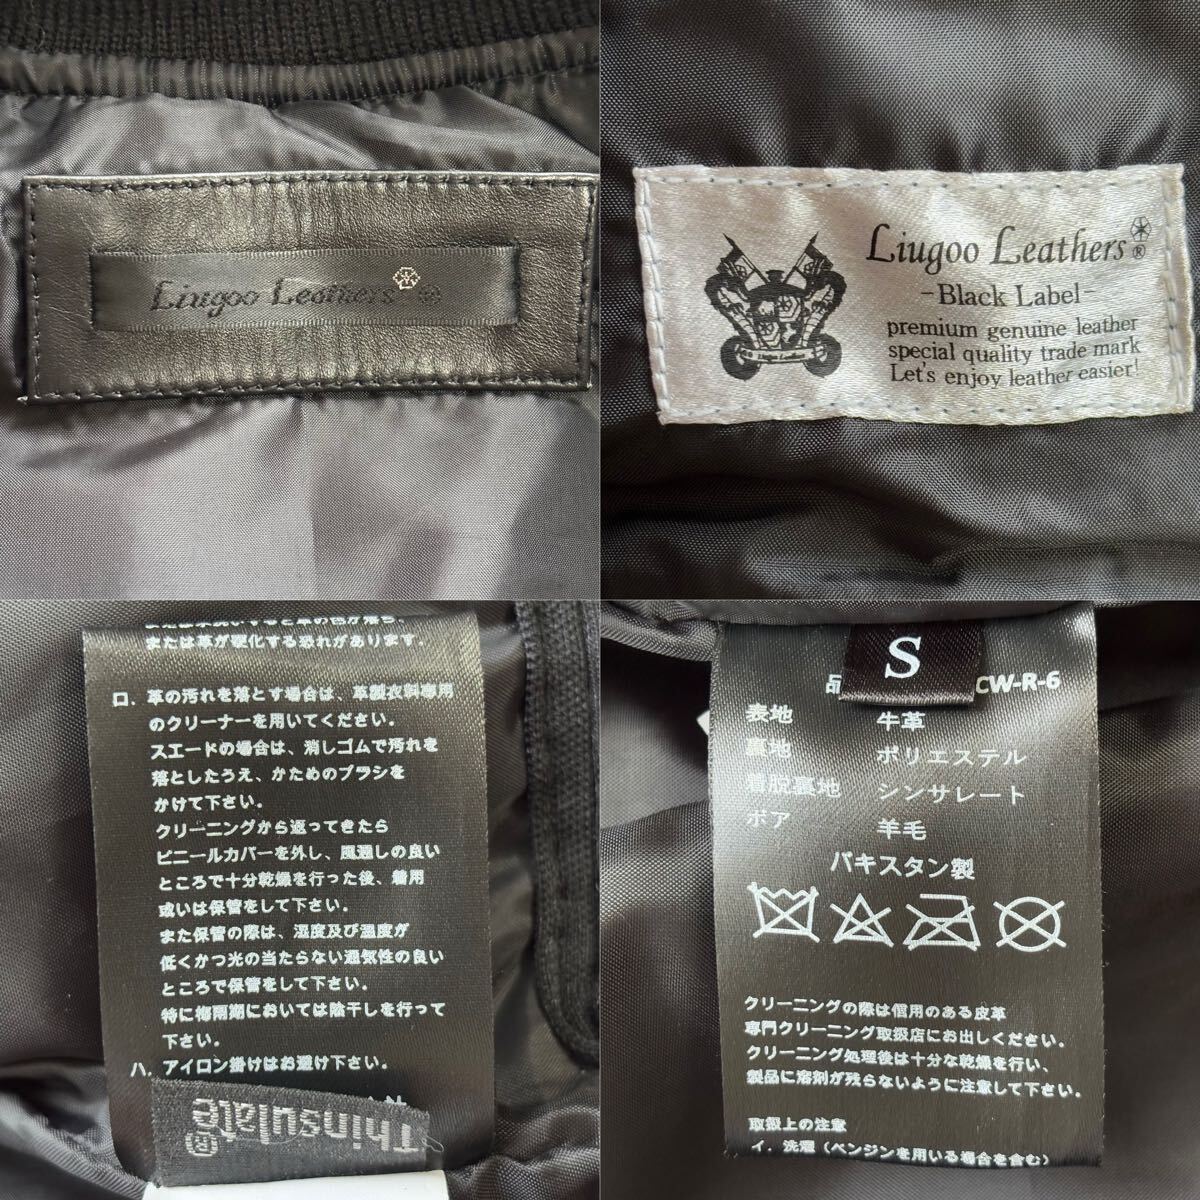 Liugoo Leathers®
Liugoo Leathers®
-Black Label-
premium genuine leather
special quality trade mark
Let's enjoy leather easier!
Liugoo Leathers
または革が硬化する恐れがあります。
ロ. 革の汚れを落とす場合は、革製衣料専用
のクリーナーを用いてください。
スエードの場合は、消しゴムで汚れを
落としたうえ、かためのブラシを
かけて下さい。
クリーニングから返ってきたら
ビニールカバーを外し、風通しの良い
ところで十分乾燥を行った後、着用
或いは保管をして下さい。
また保管の際は、湿度及び温度が
低くかつ光の当たらない通気性の良い
ところで保管をして下さい。
特に梅雨期においては陰干しを行って
下さい。
ハ. アイロン掛けはお避け下さい。
Thinsulate®
S
品 CW-R-6
表地 牛革
裏地 ポリエステル
着脱裏地 シンサレート
ボア 羊毛
パキスタン製
クリーニングの際は信用のある皮革
専門クリーニング取扱店にお出しください。
クリーニング処理後は十分な乾燥を行い、
製品に溶剤が残らないように注意して下さい。
取扱上の注意
イ. 洗濯（ベンジンを用いる場合を含む）